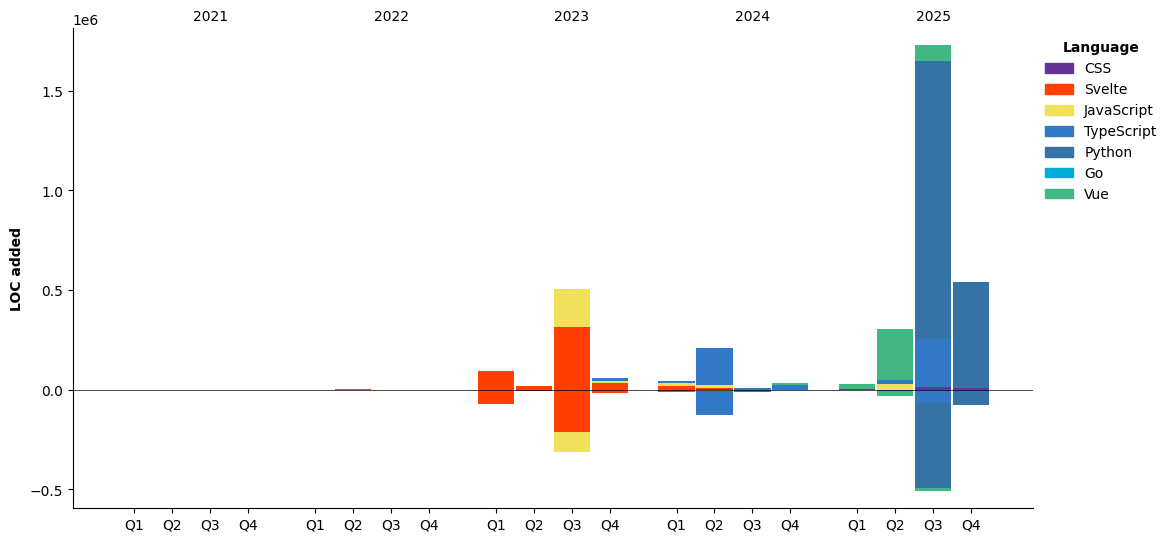 1e6
2021 2022 2023 2024 2025
Language
CSS
Svelte
JavaScript
TypeScript
Python
Go
Vue
LOC added
1.5
1.0
0.5
0.0
−0.5
Q1 Q2 Q3 Q4 Q1 Q2 Q3 Q4 Q1 Q2 Q3 Q4 Q1 Q2 Q3 Q4 Q1 Q2 Q3 Q4